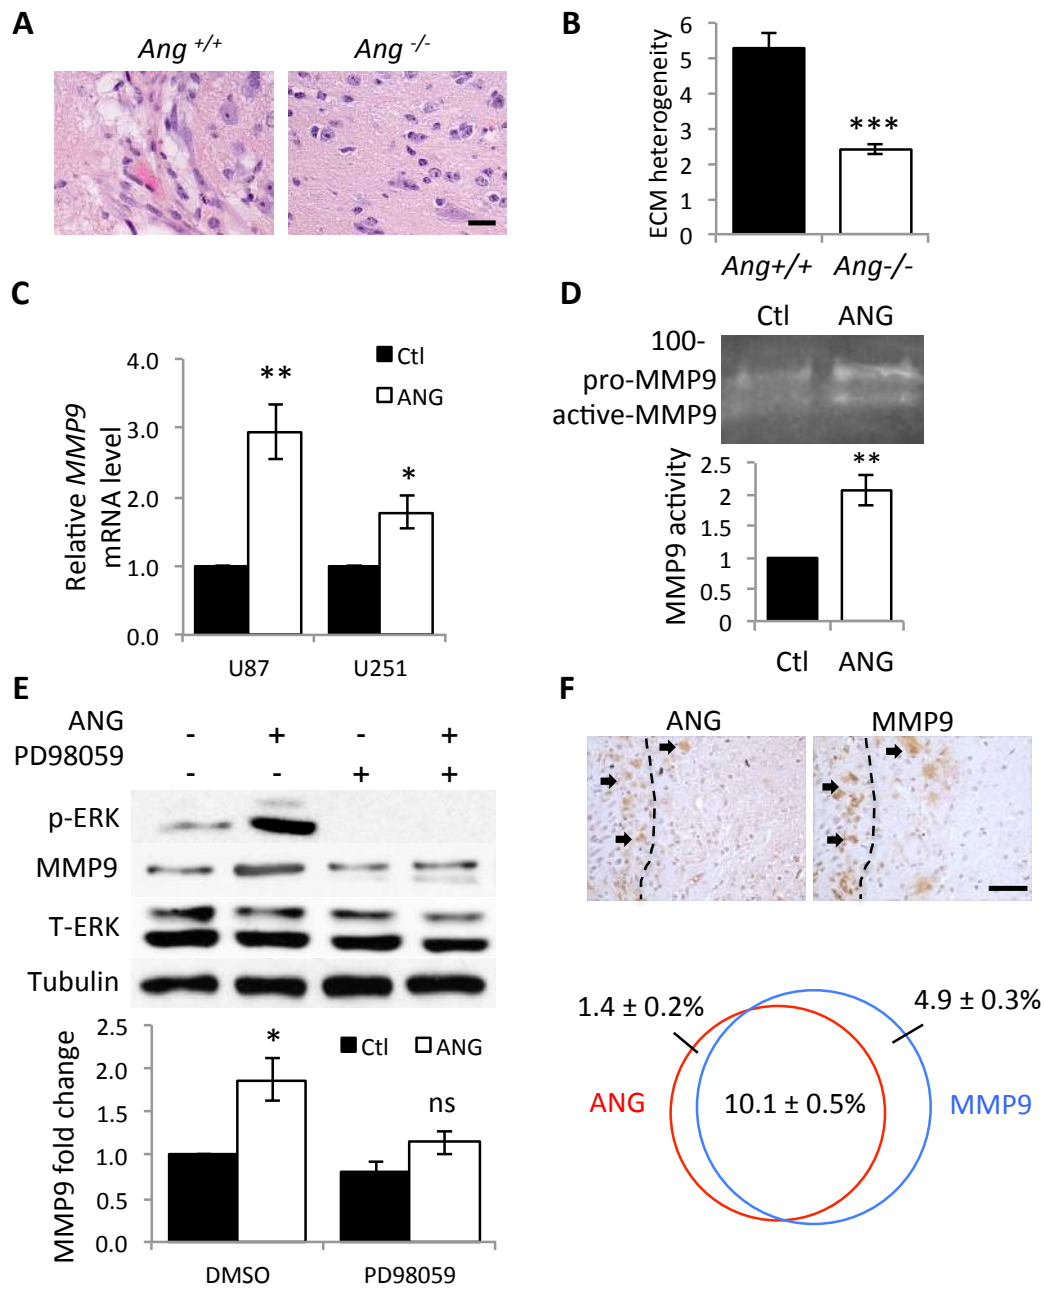 A
Ang +/+
Ang -/-
B
ECM heterogeneity
6
5
4
3
2
1
0
***
Ang+/+
Ang-/-
C
Relative MMP9
mRNA level
4.0
3.0
2.0
1.0
0.0
**
*
Ctl
ANG
U87
U251
D
Ctl
ANG
100-
pro-MMP9
active-MMP9
MMP9 activity
2.5
2
1.5
1
0.5
0
**
Ctl
ANG
E
ANG
- + - +
PD98059
- - + +
p-ERK
MMP9
T-ERK
Tubulin
MMP9 fold change
2.5
2.0
1.5
1.0
0.5
0.0
*
Ctl
ANG
ns
DMSO
PD98059
F
ANG
MMP9
1.4 ± 0.2%
4.9 ± 0.3%
ANG
10.1 ± 0.5%
MMP9